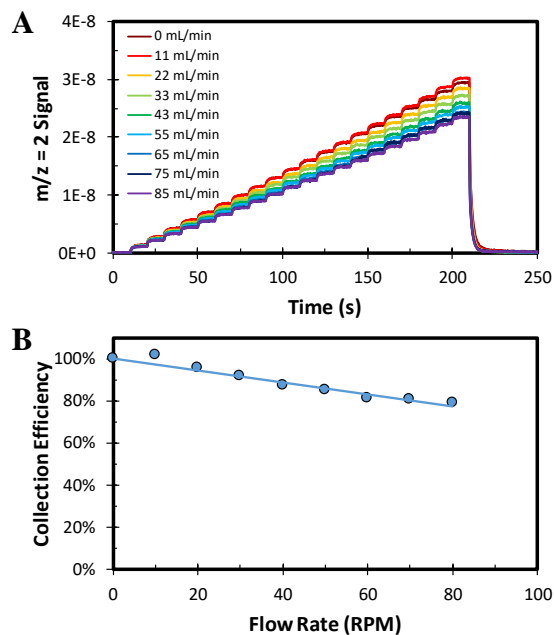 A
m/z = 2 Signal
4E-8
3E-8
2E-8
1E-8
0E+0
0 mL/min
11 mL/min
22 mL/min
33 mL/min
43 mL/min
55 mL/min
65 mL/min
75 mL/min
85 mL/min
0 50 100 150 200 250
Time (s)
B
Collection Efficiency
100%
80%
60%
40%
20%
0%
0 20 40 60 80 100
Flow Rate (RPM)